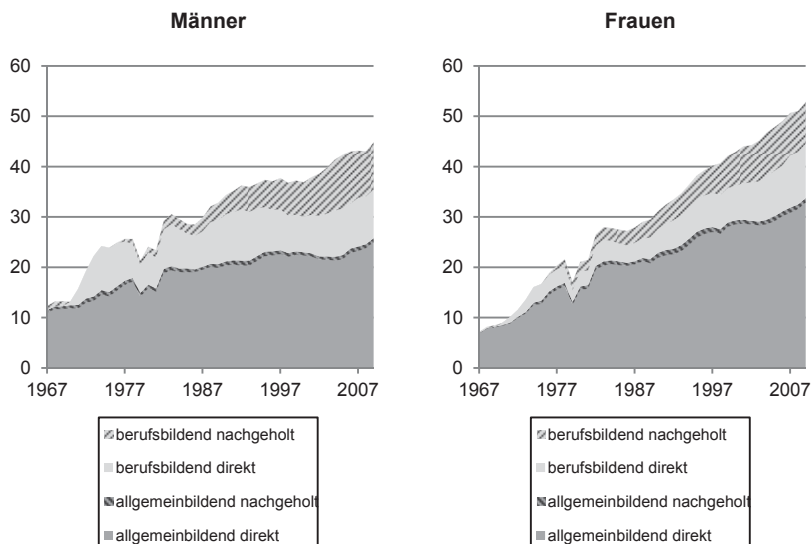 Männer
60
50
40
30
20
10
0
1967 1977 1987 1997 2007
berufsbildend nachgeholt
berufsbildend direkt
allgemeinbildend nachgeholt
allgemeinbildend direkt
Frauen
60
50
40
30
20
10
0
1967 1977 1987 1997 2007
berufsbildend nachgeholt
berufsbildend direkt
allgemeinbildend nachgeholt
allgemeinbildend direkt